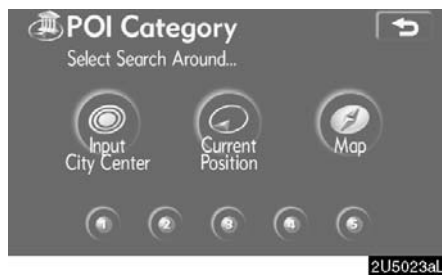 POI Category
Select Search Around...
Input
City Center
Current
Position
Map
1 2 3 4 5
2U5023aL